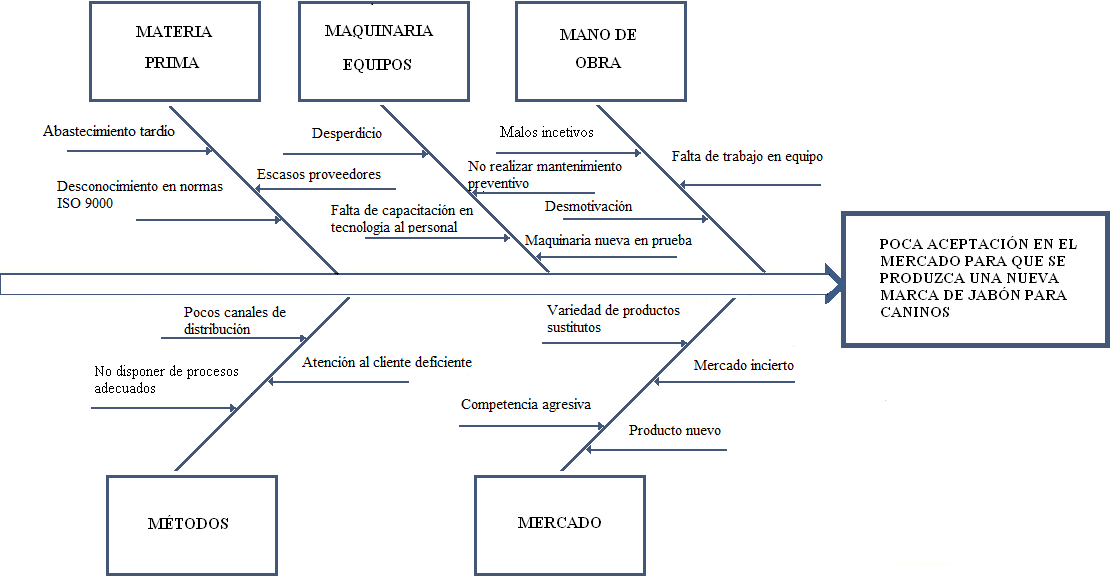 MATERIA
PRIMA
MAQUINARIA
EQUIPOS
MANO DE
OBRA
Abastecimiento tardío
Escasos proveedores
Desconocimiento en normas
ISO 9000
Desperdicio
No realizar mantenimiento
preventivo
Falta de capacitación en
tecnología al personal
Maquinaria nueva en prueba
Malos incetivos
Falta de trabajo en equipo
Desmotivación
POCA ACEPTACIÓN EN EL
MERCADO PARA QUE SE
PRODUZCA UNA NUEVA
MARCA DE JABÓN PARA
CANINOS
Pocos canales de
distribución
Atención al cliente deficiente
No disponer de procesos
adecuados
Variedad de productos
sustitutos
Mercado incierto
Competencia agresiva
Producto nuevo
MÉTODOS
MERCADO